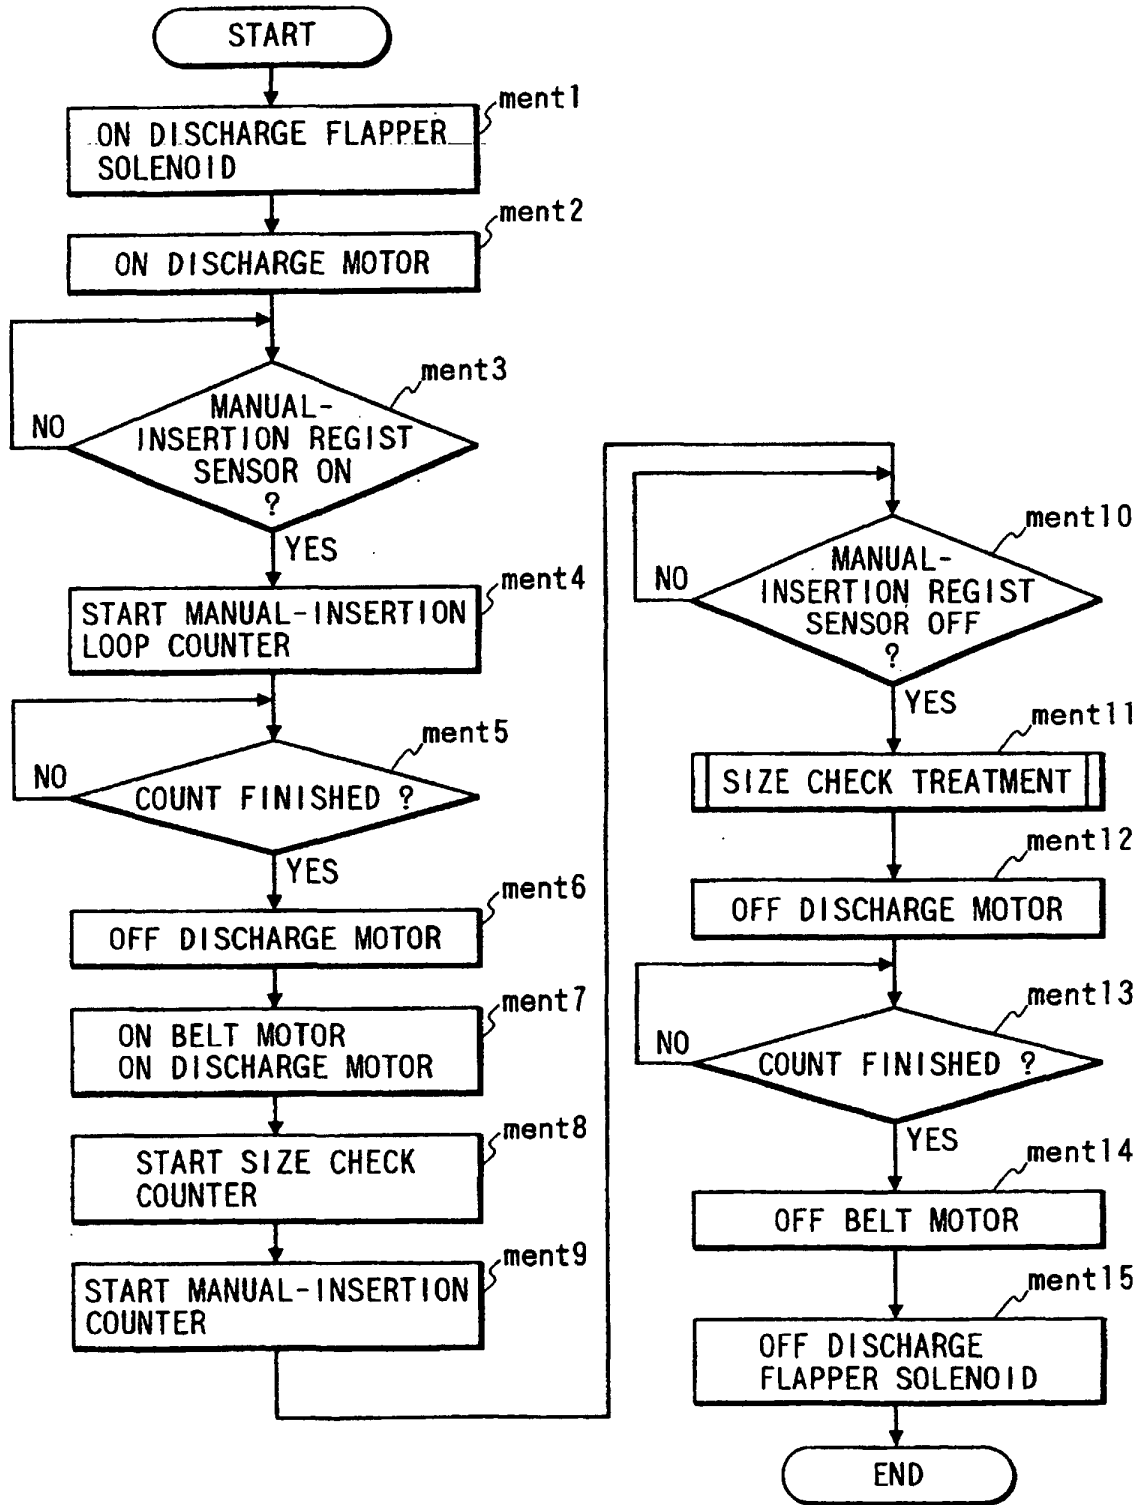 START
ment1
ON DISCHARGE FLAPPER
SOLENOID
ment2
ON DISCHARGE MOTOR
ment3
MANUAL-
INSERTION REGIST
SENSOR ON
?
NO
YES
ment4
START MANUAL-INSERTION
LOOP COUNTER
ment5
COUNT FINISHED ?
NO
YES
ment6
OFF DISCHARGE MOTOR
ment7
ON BELT MOTOR
ON DISCHARGE MOTOR
ment8
START SIZE CHECK
COUNTER
ment9
START MANUAL-INSERTION
COUNTER
ment10
MANUAL-
INSERTION REGIST
SENSOR OFF
?
NO
YES
ment11
SIZE CHECK TREATMENT
ment12
OFF DISCHARGE MOTOR
ment13
COUNT FINISHED ?
NO
YES
ment14
OFF BELT MOTOR
ment15
OFF DISCHARGE
FLAPPER SOLENOID
END